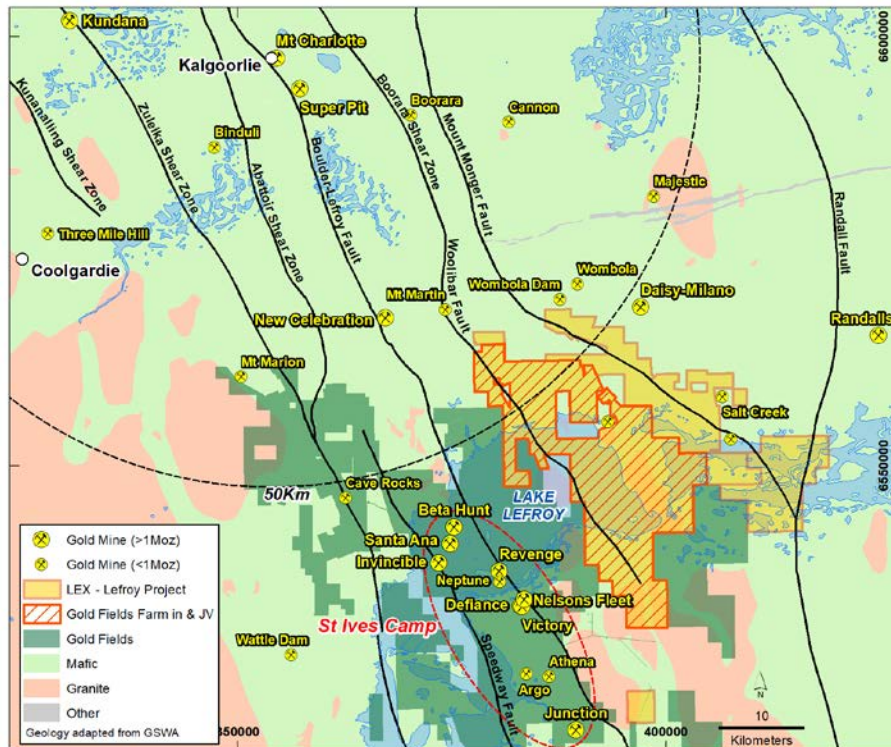 Kundana
Mt Charlotte
Kalgoorlie
Super Pit
Boorara
Cannon
Binduli
Kunanalling Shear Zone
Zuleika Shear Zone
Abattoir Shear Zone
Boulder-Lefroy Fault
Boorara Shear Zone
Mount Monger Fault
Majestic
Randall Fault
Three Mile Hill
Coolgardie
Wombola
Wombola Dam
Mt Martin
Woolibar Fault
Daisy-Milano
New Celebration
Randalls
Mt Marion
Salt Creek
50Km
Cave Rocks
LAKE
LEFROY
Beta Hunt
Santa Ana
Invincible
Revenge
Neptune
Nelsons Fleet
Defiance
Victory
St Ives Camp
Speedway Fault
Wattle Dam
Athena
Argo
Junction
6600000
6550000
350000
400000
N
10
Kilometers
Gold Mine (>1Moz)
Gold Mine (<1Moz)
LEX - Lefroy Project
Gold Fields Farm in & JV
Gold Fields
Mafic
Granite
Other
Geology adapted from GSWA